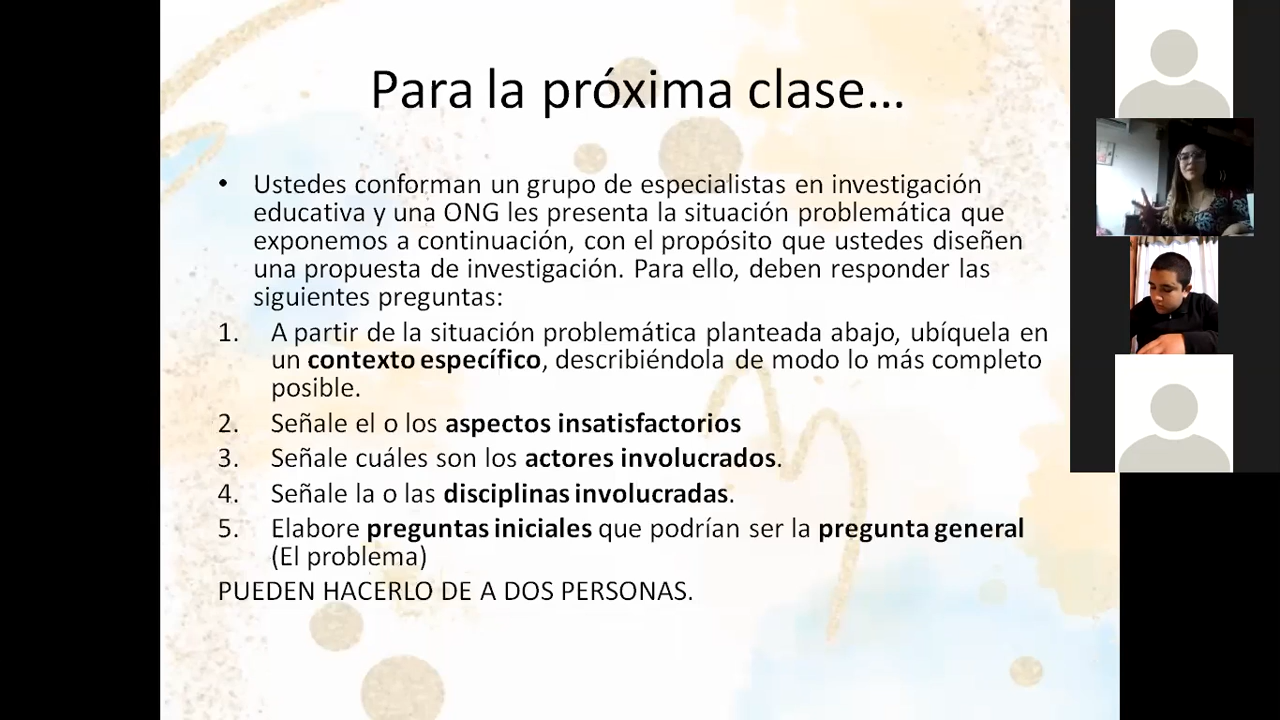 Para la próxima clase...
• Ustedes conforman un grupo de especialistas en investigación
educativa y una ONG les presenta la situación problemática que
exponemos a continuación, con el propósito que ustedes diseñen
una propuesta de investigación. Para ello, deben responder las
siguientes preguntas:
1. A partir de la situación problemática planteada abajo, ubíquela en
un contexto específico, describiéndola de modo lo más completo
posible.
2. Señale el o los aspectos insatisfactorios
3. Señale cuáles son los actores involucrados.
4. Señale la o las disciplinas involucradas.
5. Elabore preguntas iniciales que podrían ser la pregunta general
(El problema)
PUEDEN HACERLO DE A DOS PERSONAS.